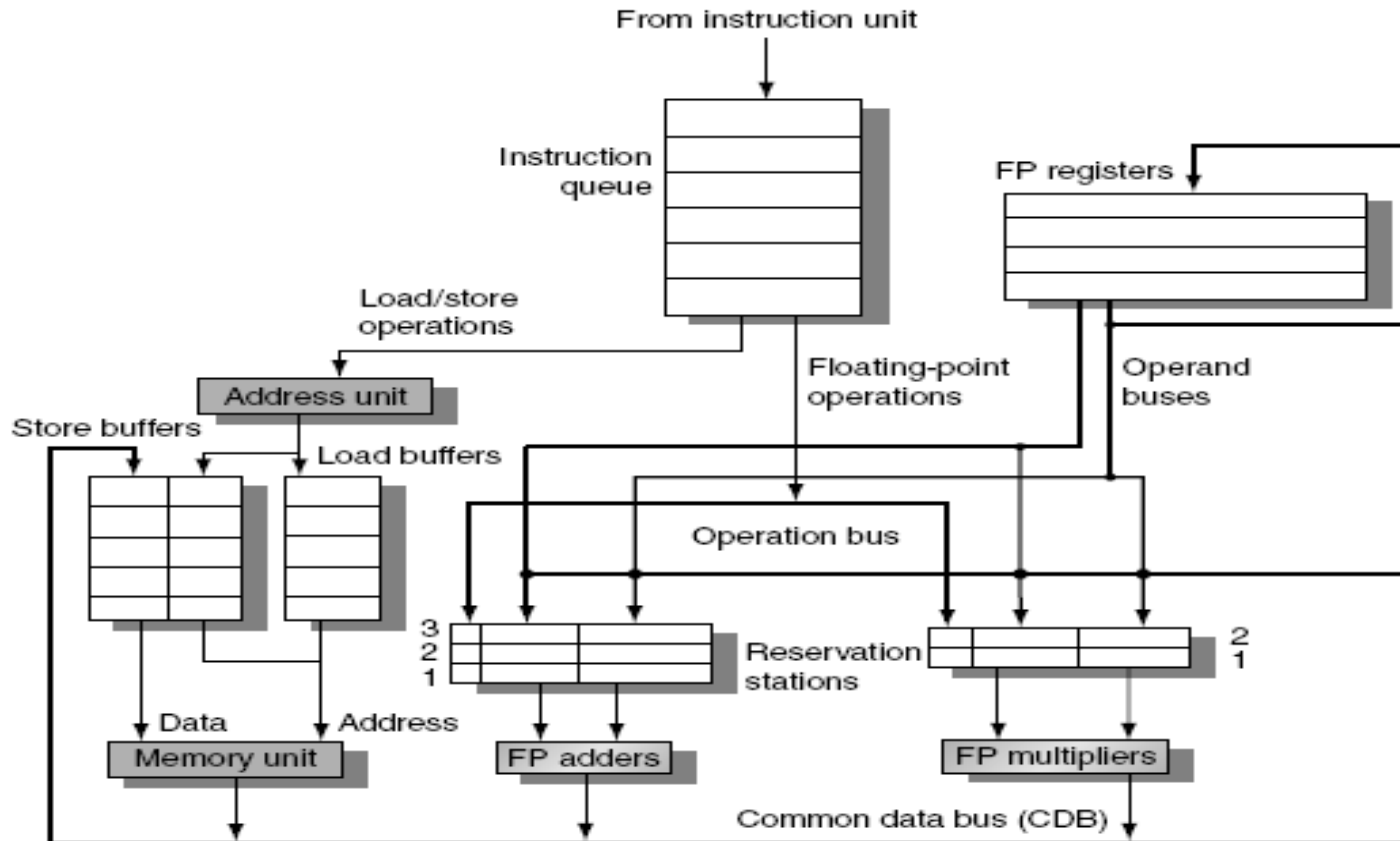 From instruction unit
Instruction
queue
FP registers
Load/store
operations
Floating-point
operations
Operand
buses
Address unit
Store buffers
Load buffers
Operation bus
3
2
1
Reservation
stations
2
1
Data
Address
Memory unit
FP adders
FP multipliers
Common data bus (CDB)